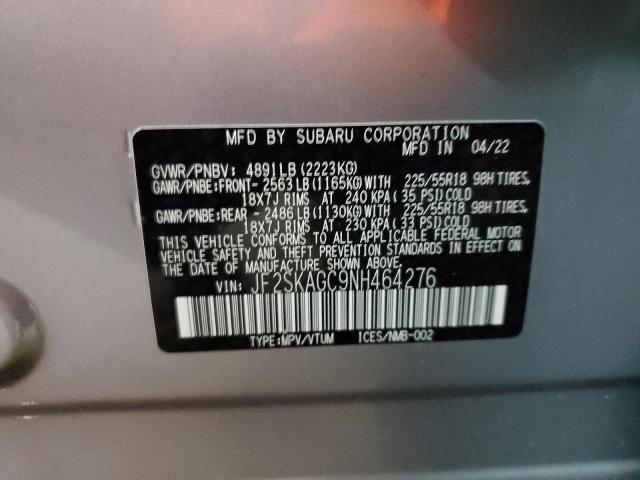 MFD BY SUBARU CORPORATION
MFD IN 04/22
GVWR/PNBV: 4891LB (2223KG)
GAWR/PNBE:FRONT- 2563LB(1165KG)WITH 225/55R18 98H TIRES,
18X7J RIMS AT 240 KPA(35 PSI)COLD
GAWR/PNBE:REAR - 2486LB(1130KG)WITH 225/55R18 98H TIRES,
18X7J RIMS AT 230 KPA(33 PSI)COLD
THIS VEHICLE CONFORMS TO ALL APPLICABLE FEDERAL MOTOR
VEHICLE SAFETY AND THEFT PREVENTION STANDARDS IN EFFECT ON
THE DATE OF MANUFACTURE SHOWN ABOVE.
VIN: JF2SKAGC9NH464276
TYPE:MPV/VTUM ICES/NMB-002